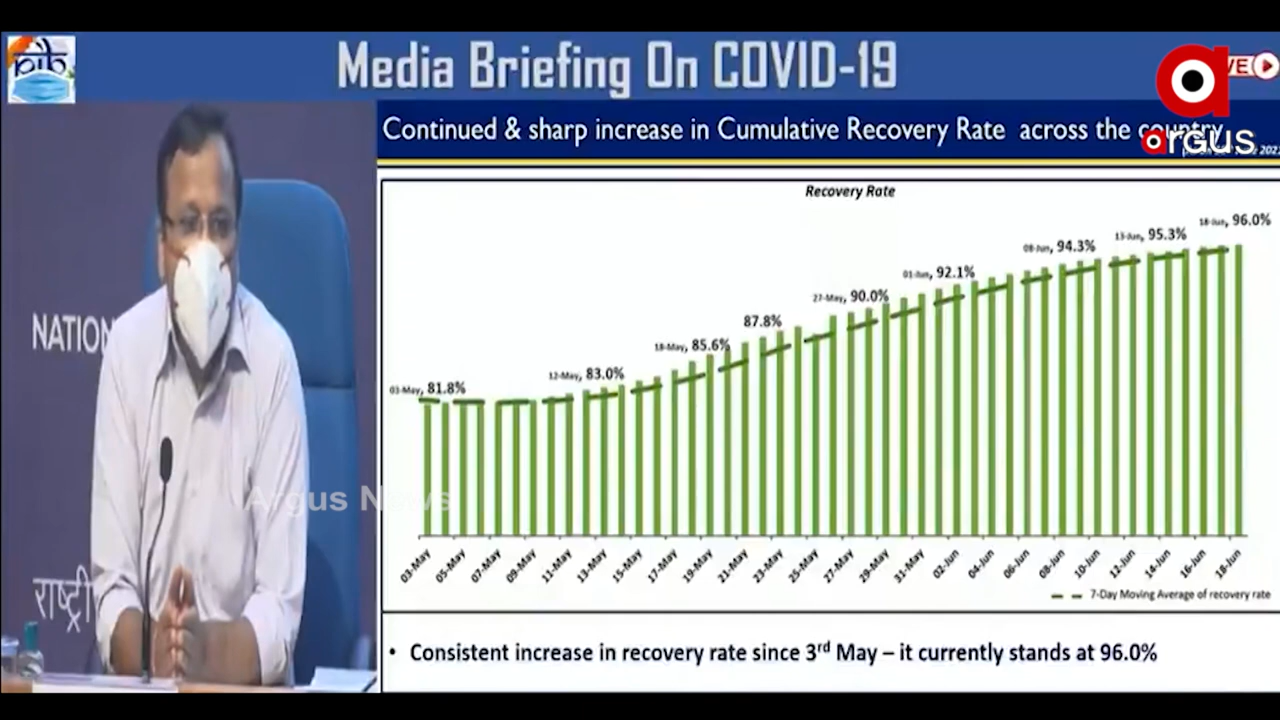 pib
Media Briefing On COVID-19
VE
argus
Continued & sharp increase in Cumulative Recovery Rate across the country
NATION
राष्ट्री
Argus News
Recovery Rate
03-May, 81.8%
12-May, 83.0%
18-May, 85.6%
87.8%
27-May, 90.0%
01-Jun, 92.1%
08-Jun, 94.3%
13-Jun, 95.3%
18-Jun, 96.0%
03-May 05-May 07-May 09-May 11-May 13-May 15-May 17-May 19-May 21-May 23-May 25-May 27-May 29-May 31-May 02-Jun 04-Jun 06-Jun 08-Jun 10-Jun 12-Jun 14-Jun 16-Jun 18-Jun
7-Day Moving Average of recovery rate
• Consistent increase in recovery rate since 3rd May – it currently stands at 96.0%